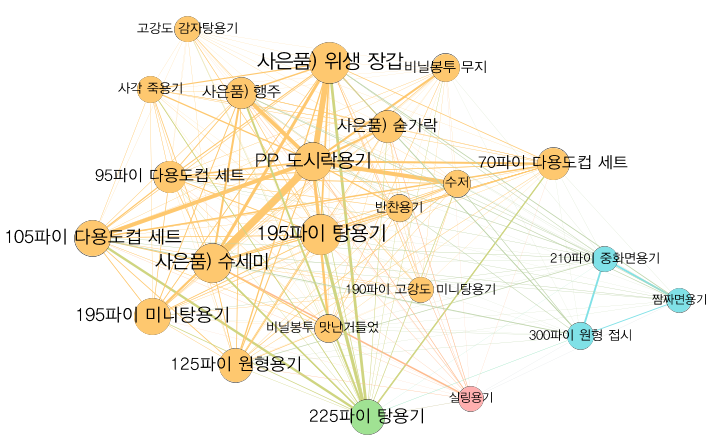 고강도 감자탕용기
사은품) 위생 장갑
비닐봉투 무지
사각 죽용기
사은품) 행주
사은품) 숟가락
PP 도시락용기
70파이 다용도컵 세트
95파이 다용도컵 세트
수저
반찬용기
105파이 다용도컵 세트
195파이 탕용기
사은품) 수세미
210파이 중화면용기
190파이 고강도 미니탕용기
짬짜면용기
195파이 미니탕용기
비닐봉투 맛난거들었
300파이 원형 접시
125파이 원형용기
실링용기
225파이 탕용기